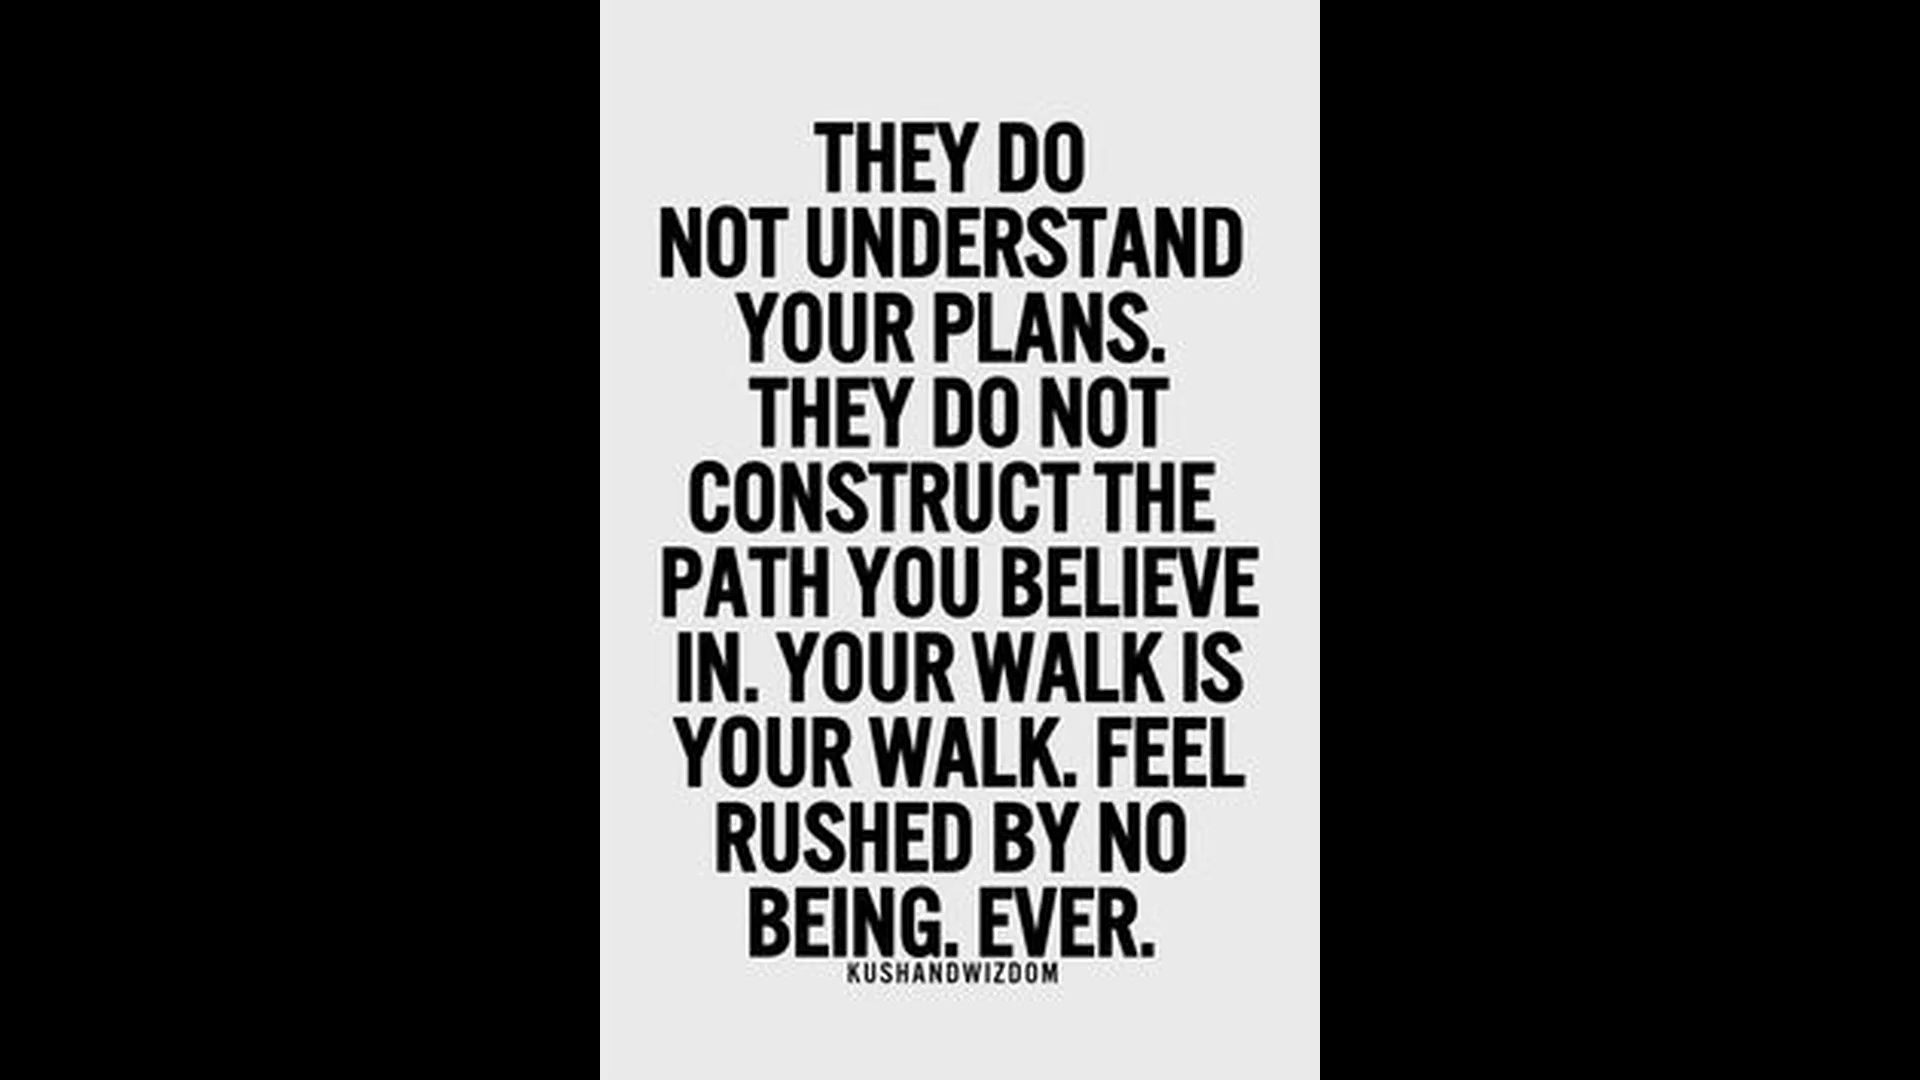 THEY DO
NOT UNDERSTAND
YOUR PLANS.
THEY DO NOT
CONSTRUCT THE
PATH YOU BELIEVE
IN. YOUR WALK IS
YOUR WALK. FEEL
RUSHED BY NO
BEING. EVER.
KUSHANDWIZDOM